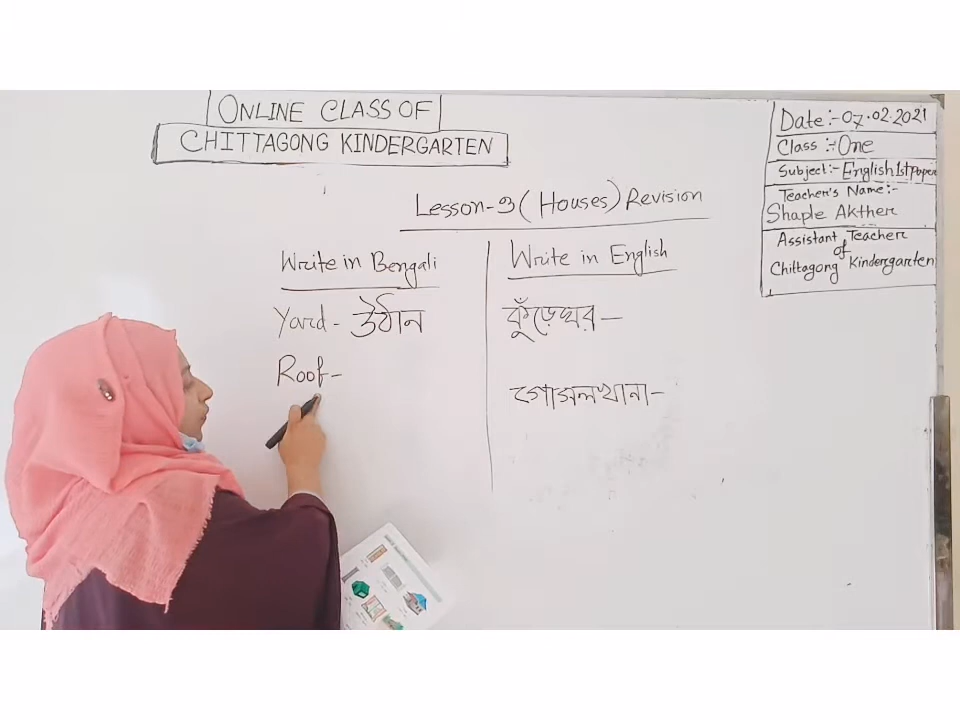 ONLINE CLASS OF
CHITTAGONG KINDERGARTEN
Date:-07.02.2021
Class:-One
Subject:-English 1st paper
Teacher's Name:-
Shaple Akther
Assistant Teacher
of
Chittagong Kindergarten
Lesson-3 (Houses) Revision
Write in Bengali
Yard- উঠান
Roof-
Write in English
কুঁড়েঘর-
গোসলখানা-